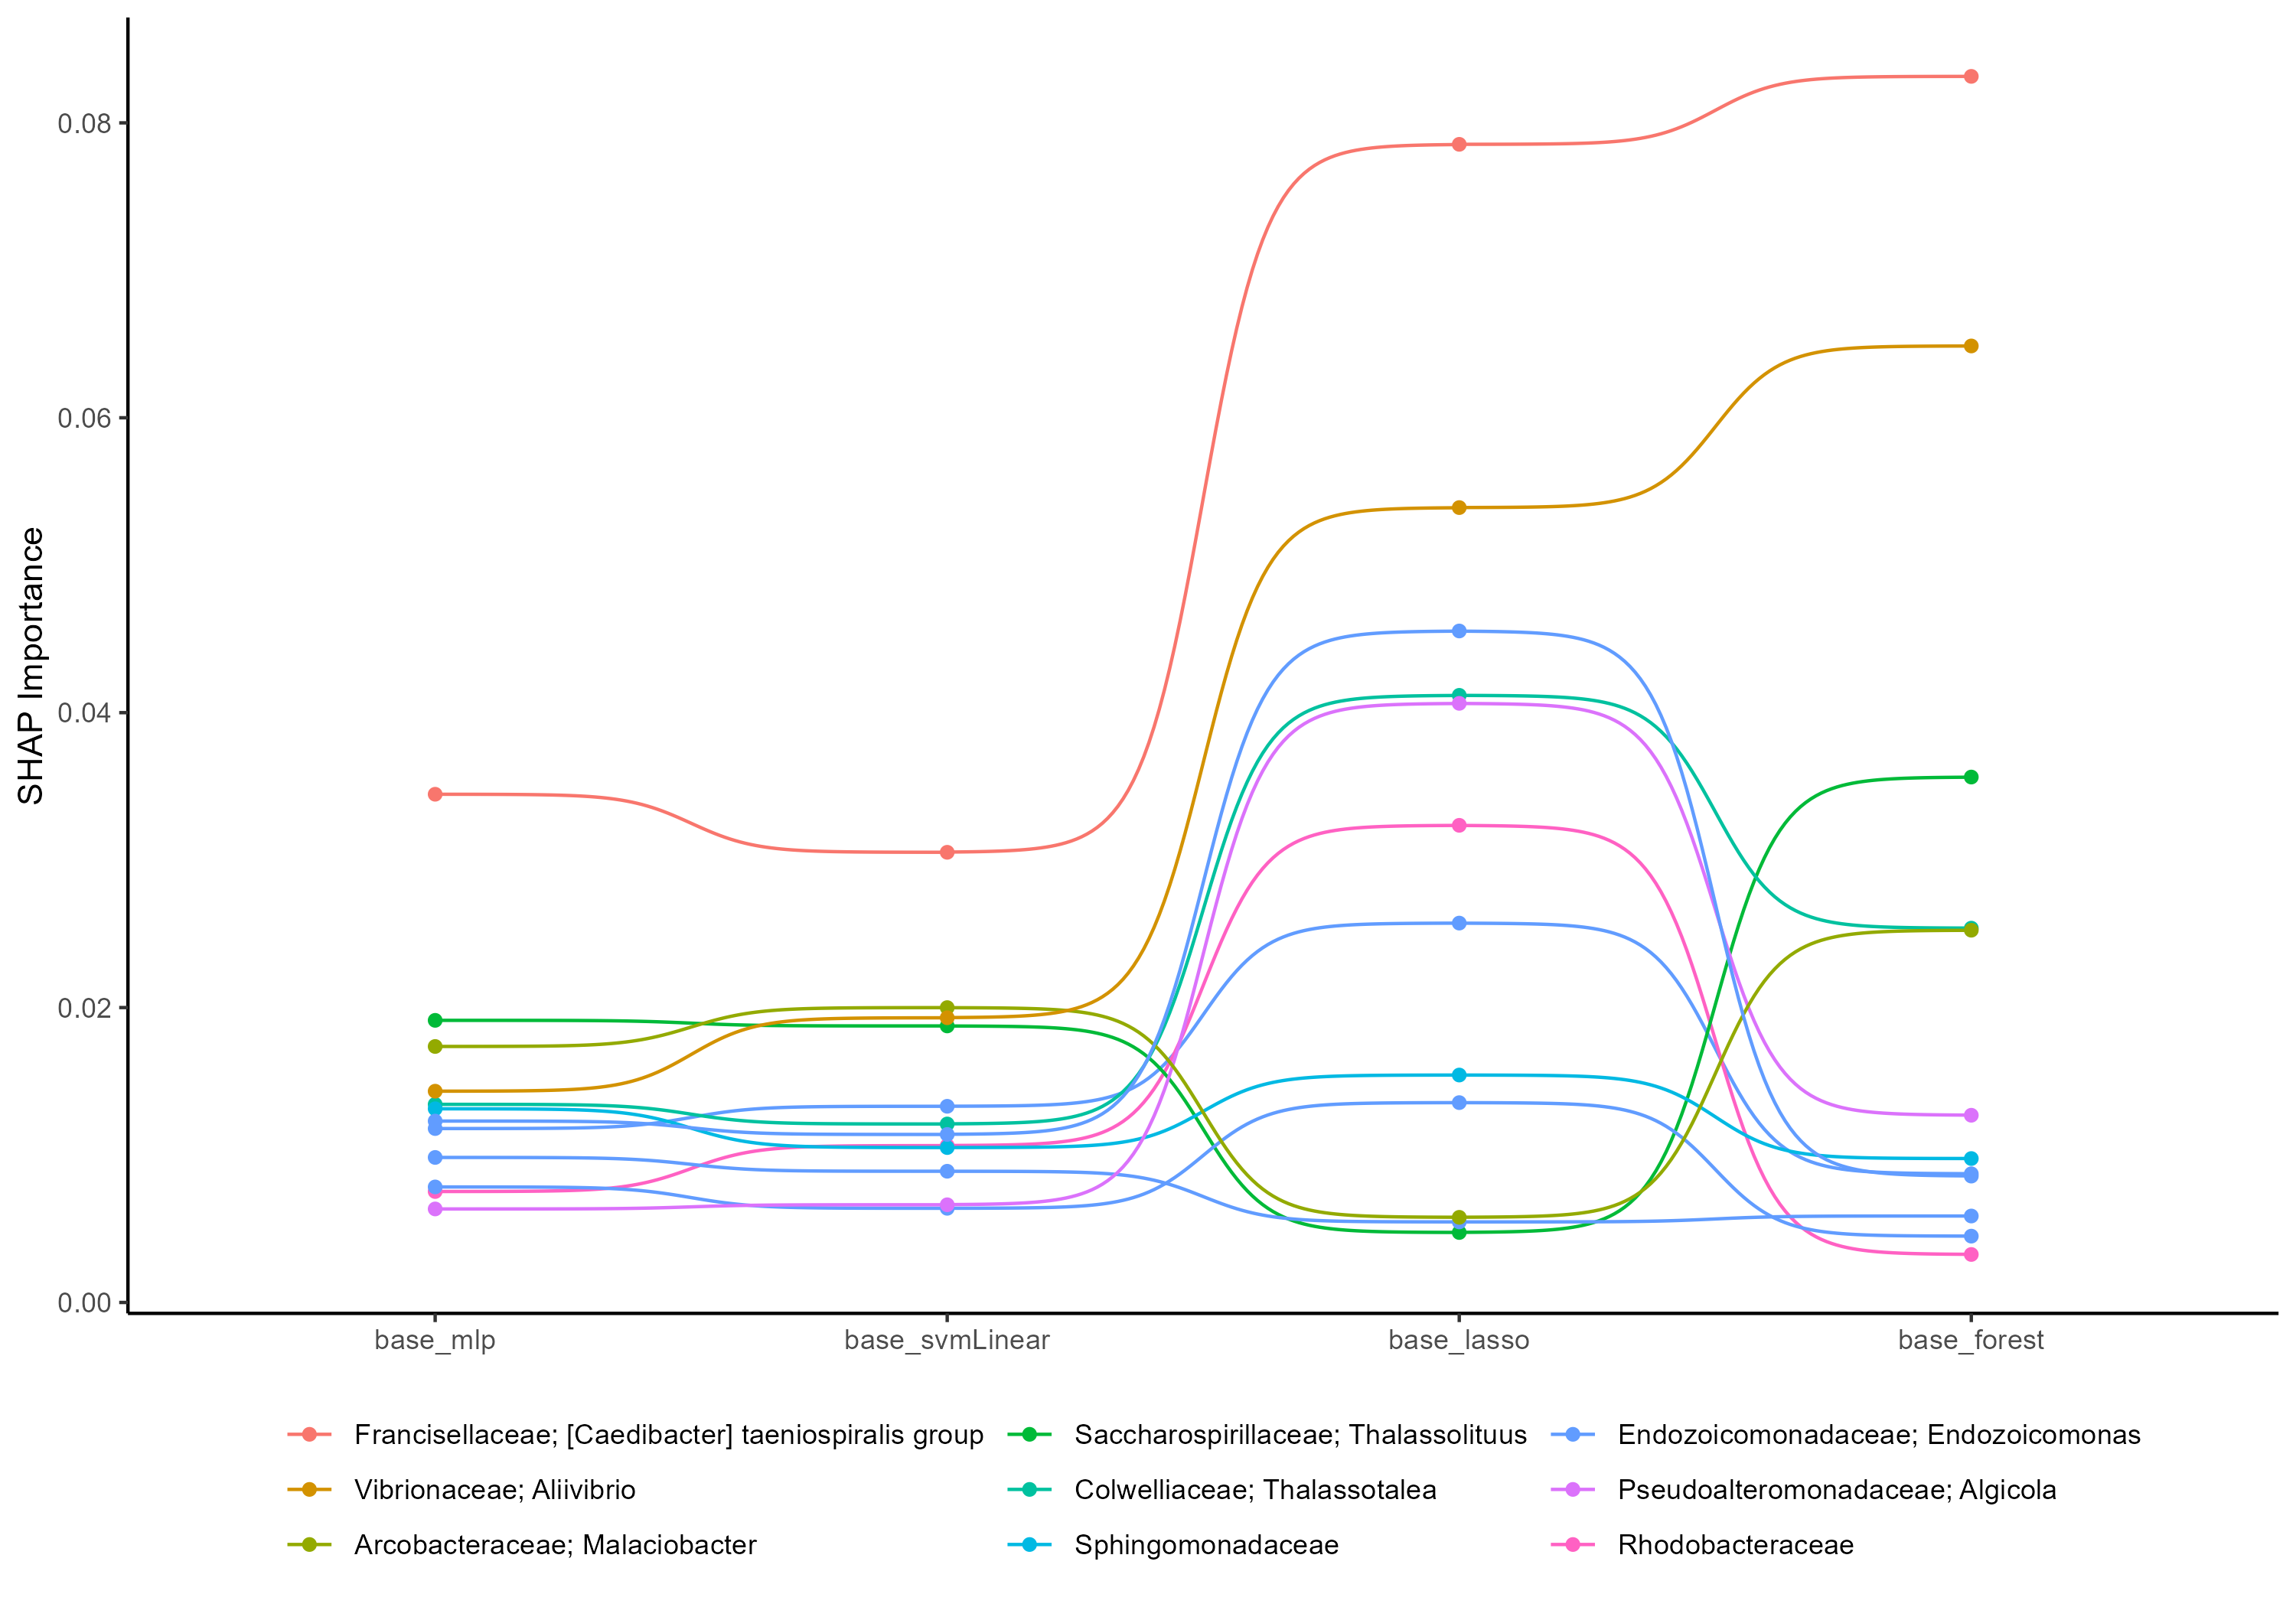 SHAP Importance
0.08
0.06
0.04
0.02
0.00
base_mlp base_svmLinear base_lasso base_forest
Francisellaceae; [Caedibacter] taeniospiralis group Saccharospirillaceae; Thalassolituus Endozoicomonadaceae; Endozoicomonas
Vibrionaceae; Aliivibrio Colwelliaceae; Thalassotalea Pseudoalteromonadaceae; Algicola
Arcobacteraceae; Malaciobacter Sphingomonadaceae Rhodobacteraceae